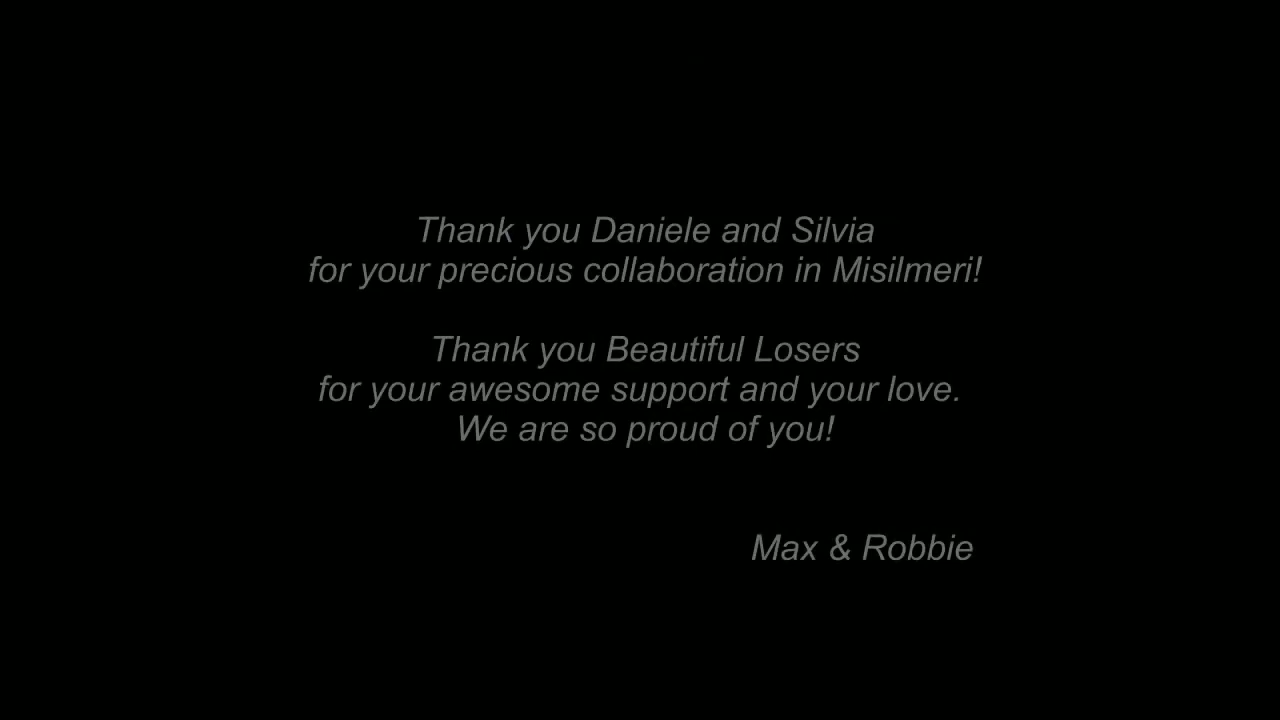 Thank you Daniele and Silvia
for your precious collaboration in Misilmeri!
Thank you Beautiful Losers
for your awesome support and your love.
We are so proud of you!
Max & Robbie